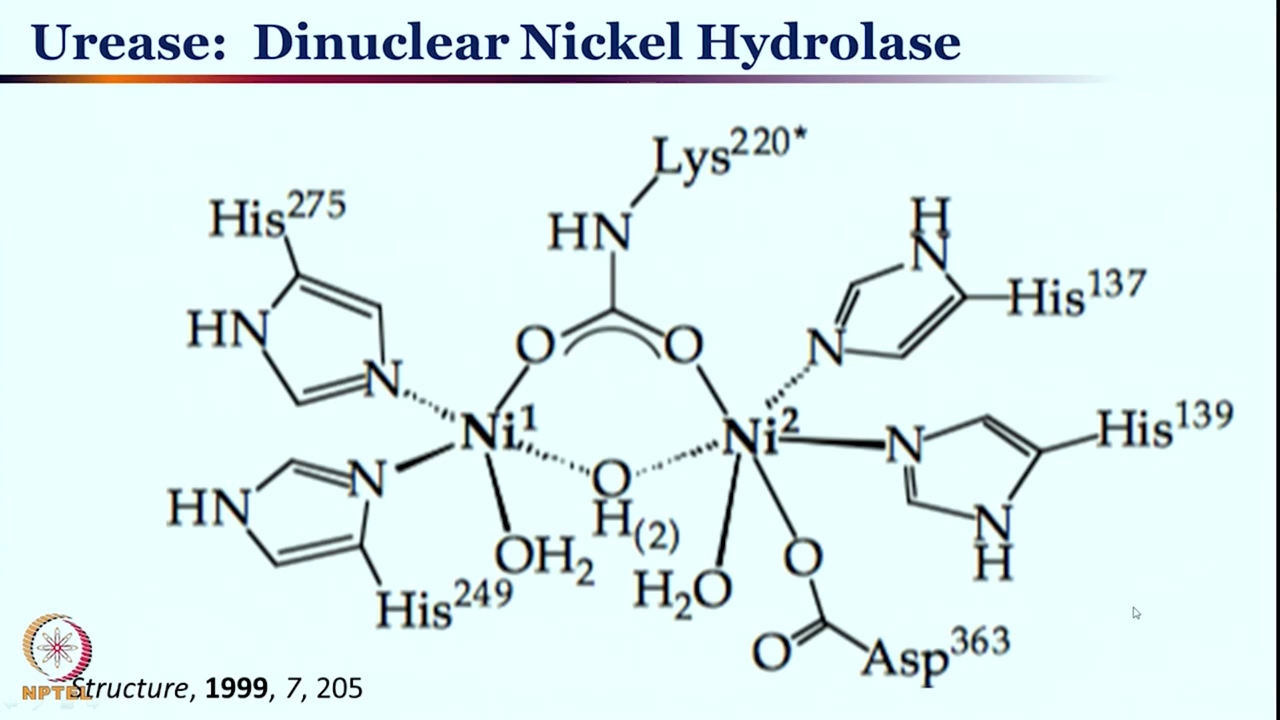 Urease: Dinuclear Nickel Hydrolase
Lys220*
His275
HN
H
N
His137
HN
O
O
N
N
Ni1
Ni2
N
His139
N
O
HN
H(2)
N
H
OH2
H2O
O
His249
O
Asp363
NPTEL
Structure, 1999, 7, 205